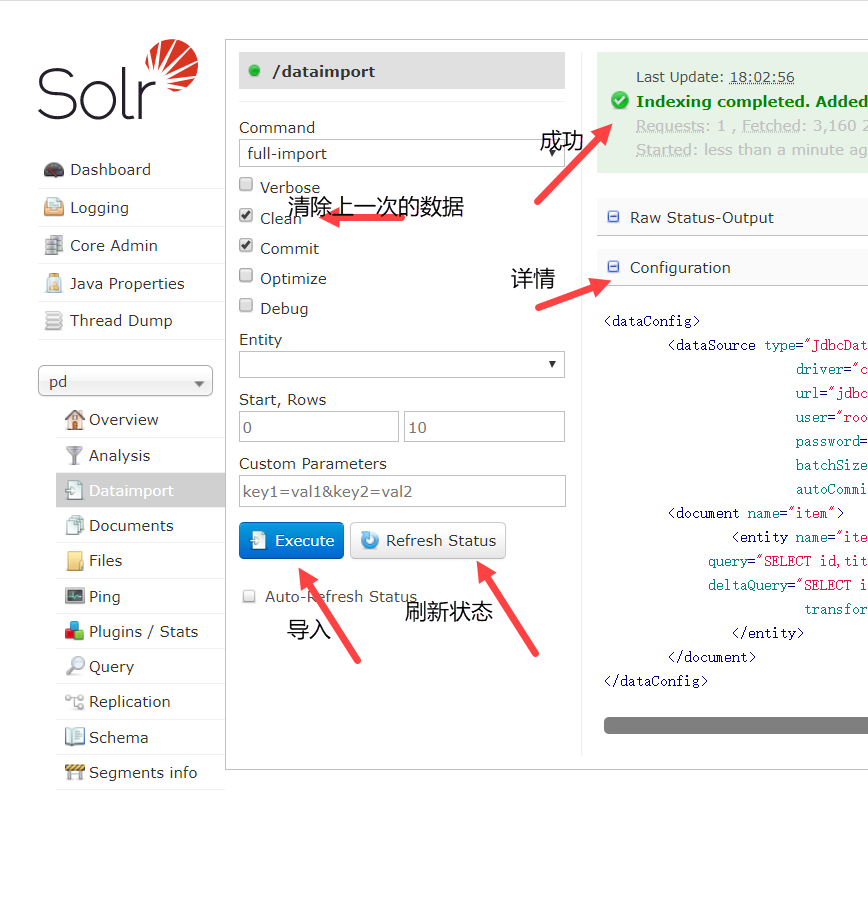 Solr
Dashboard
Logging
Core Admin
Java Properties
Thread Dump
pd
Overview
Analysis
Dataimport
Documents
Files
Ping
Plugins / Stats
Query
Replication
Schema
Segments info
/dataimport
Command
full-import
Verbose
Clean
清除上一次的数据
Commit
Optimize
Debug
Entity
Start, Rows
0 10
Custom Parameters
key1=val1&key2=val2
Execute Refresh Status
Auto-Refresh Status
导入
刷新状态
成功
详情
Last Update: 18:02:56
Indexing completed. Added
Requests: 1 , Fetched: 3,160 2
Started: less than a minute ag
Raw Status-Output
Configuration
<dataConfig>
<dataSource type="JdbcDat
driver="c
url="jdbc
user="roo
password=
batchSize
autoCommi
<document name="item">
<entity name="ite
query="SELECT id,tit
deltaQuery="SELECT i
transfor
</entity>
</document>
</dataConfig>